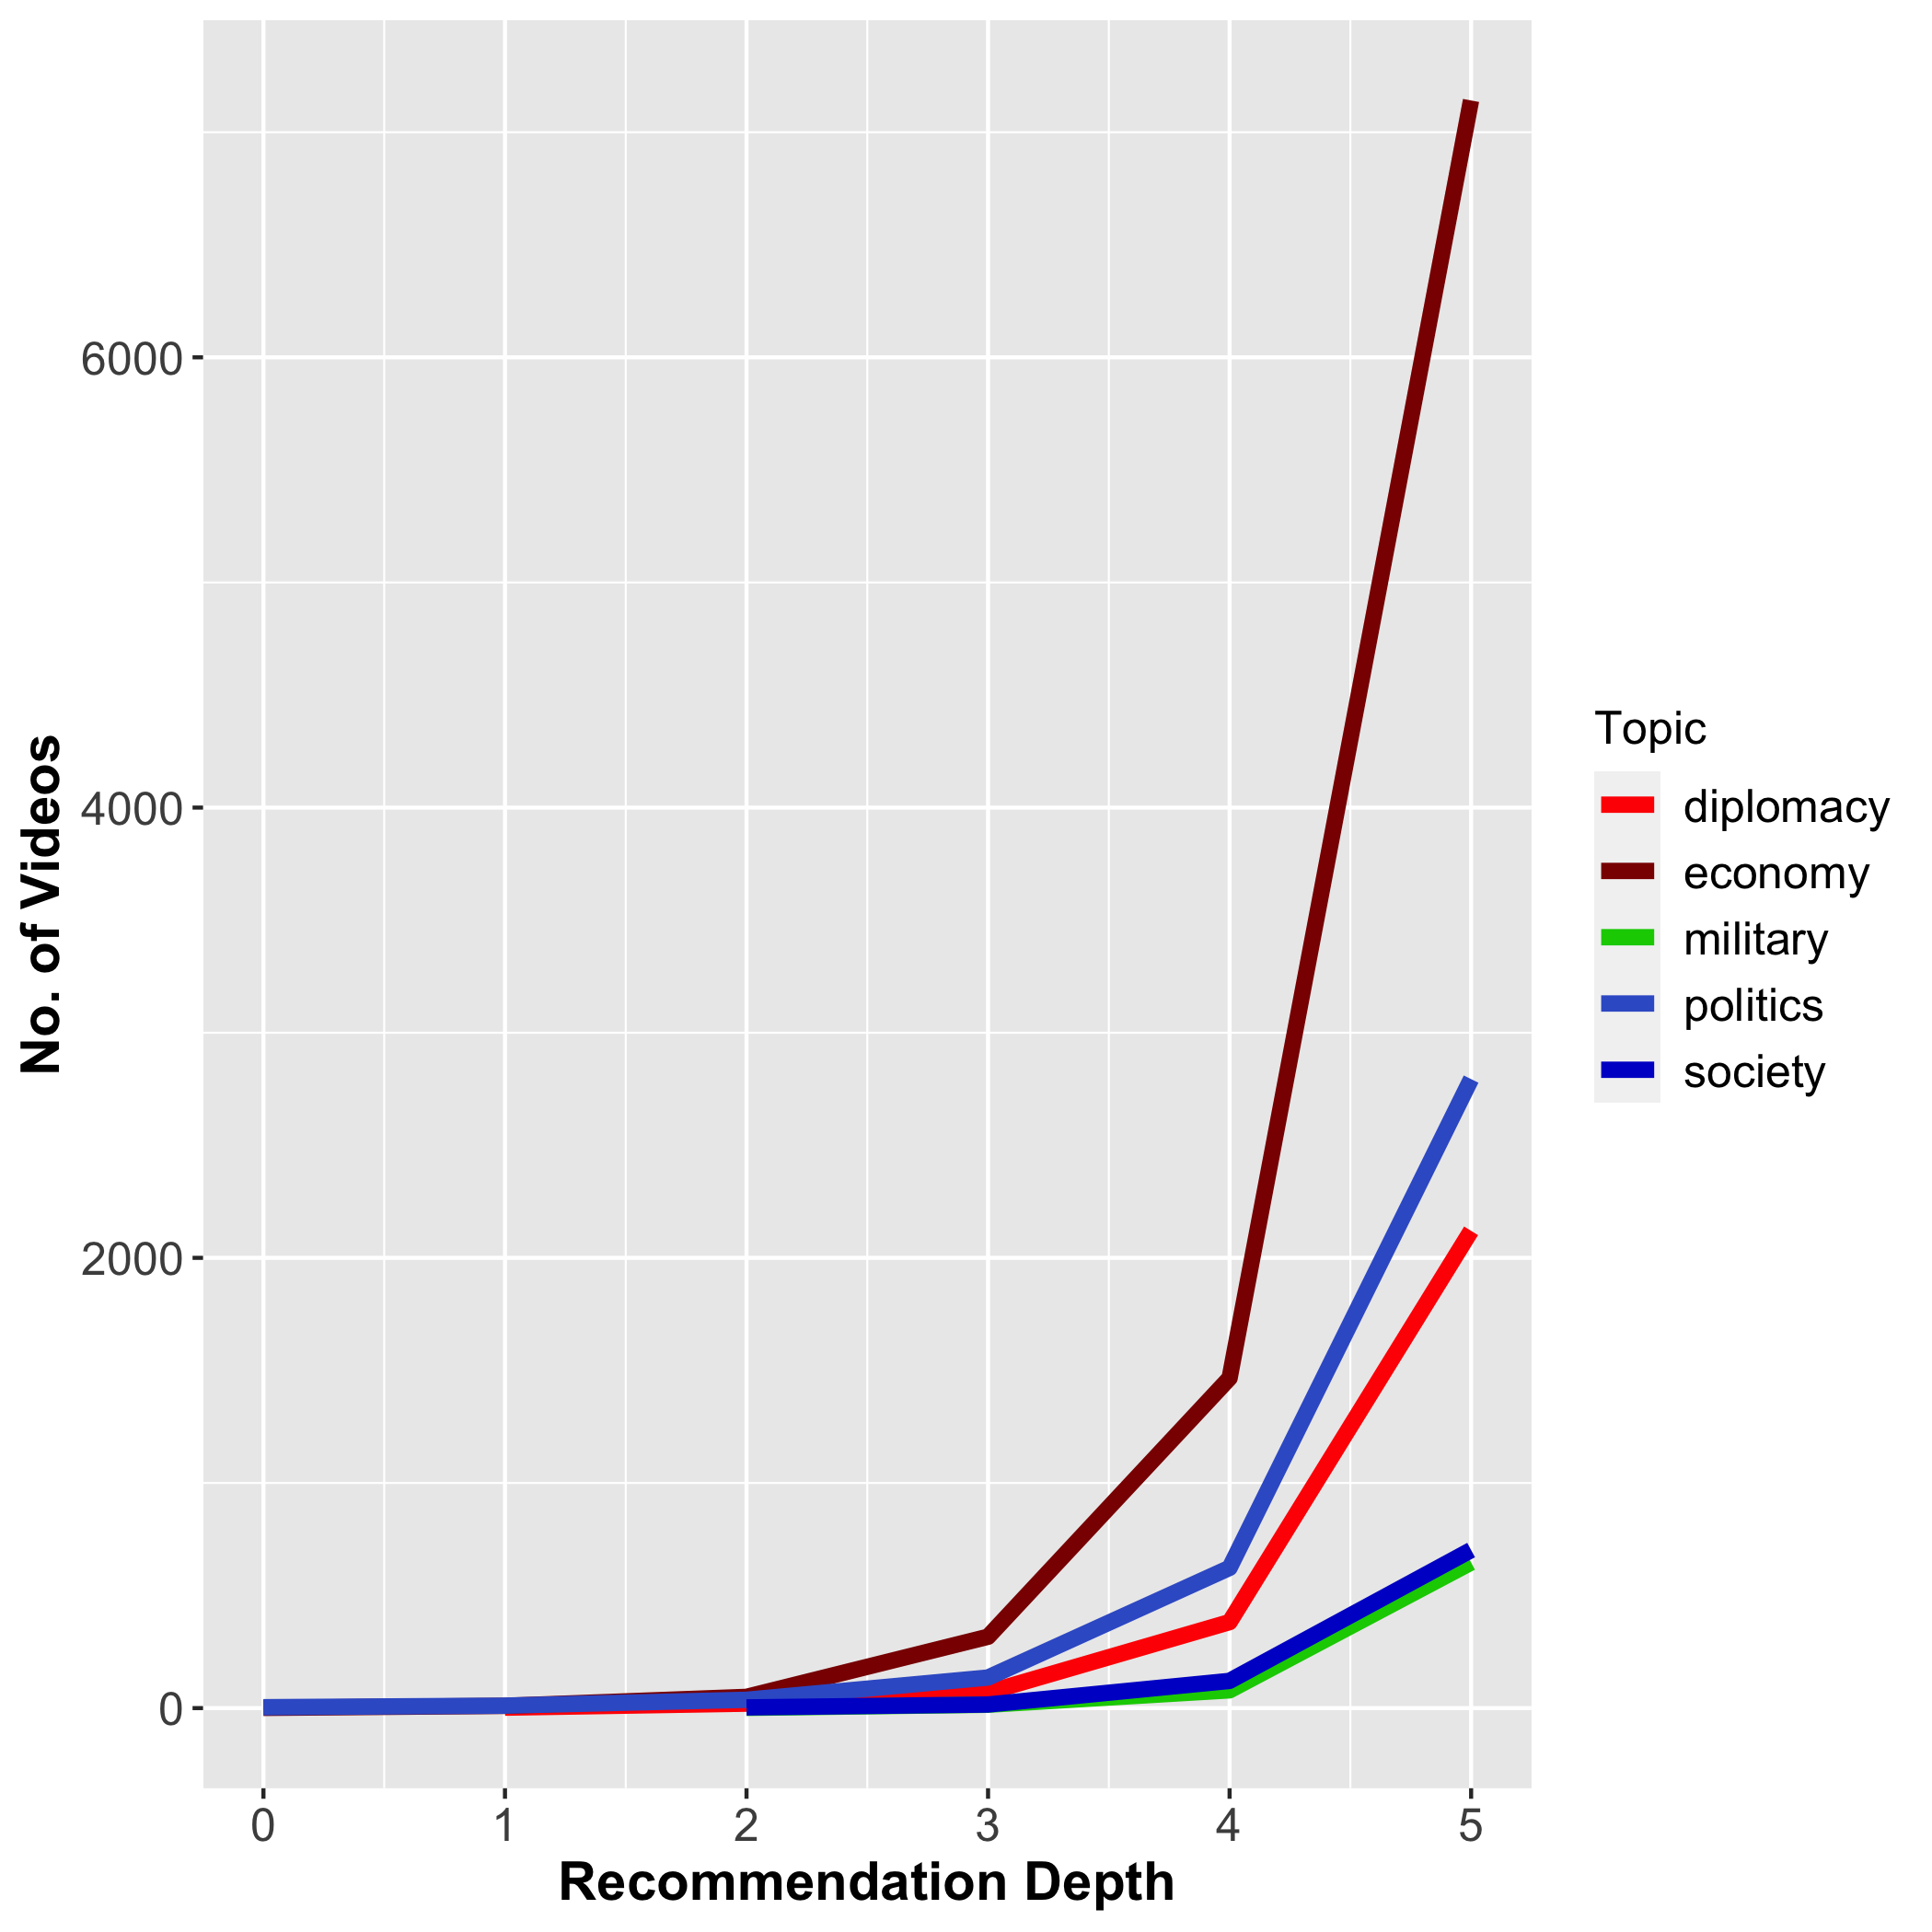 No. of Videos
6000
4000
2000
0
0 1 2 3 4 5
Recommendation Depth
Topic
diplomacy
economy
military
politics
society